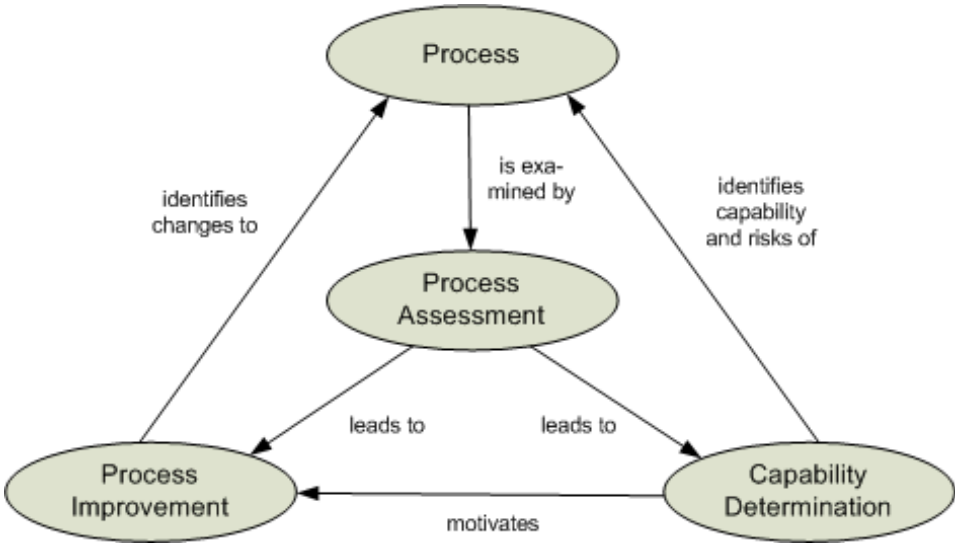 Process
is exa-
mined by
identifies
changes to
identifies
capability
and risks of
Process
Assessment
leads to
leads to
Process
Improvement
Capability
Determination
motivates